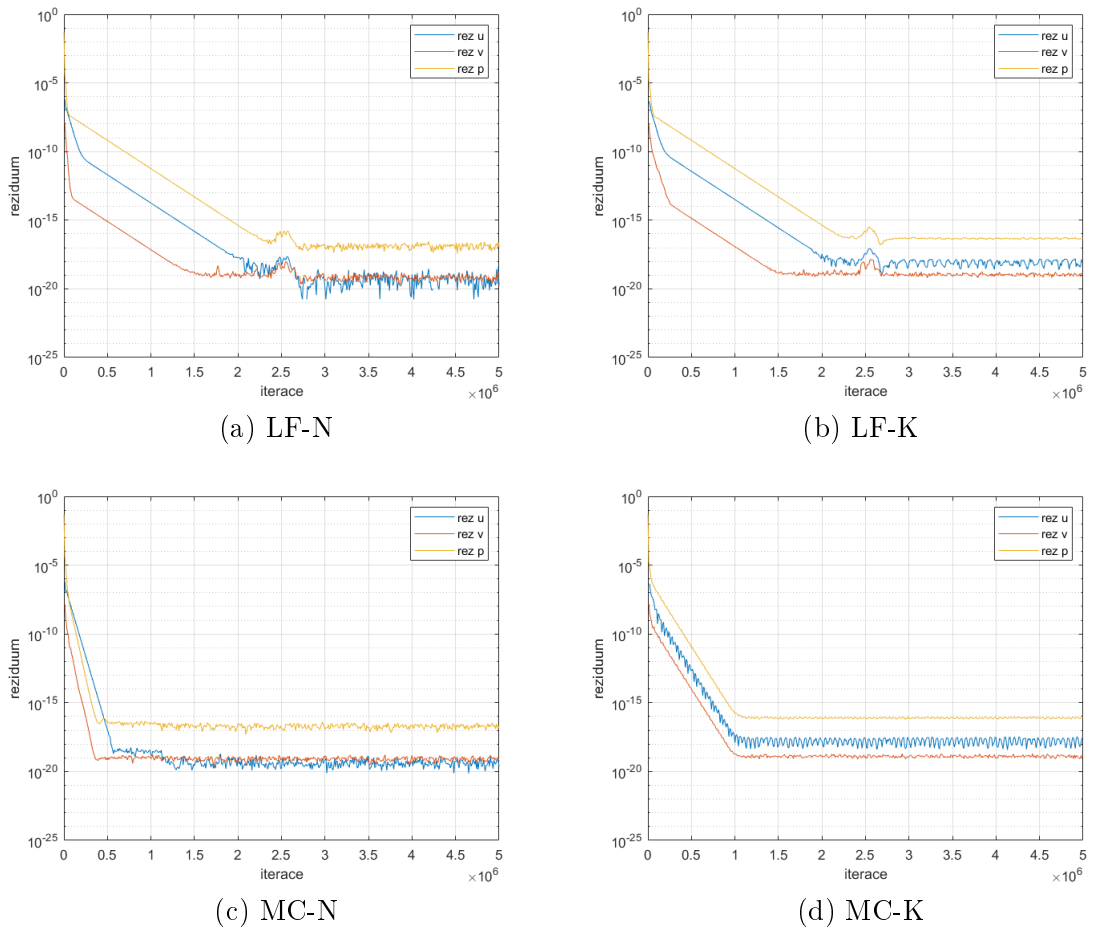 10^0
10^-5
10^-10
10^-15
10^-20
10^-25
reziduum
rez u
rez v
rez p
0 0.5 1 1.5 2 2.5 3 3.5 4 4.5 5
iterace
×10^6
(a) LF-N
10^0
10^-5
10^-10
10^-15
10^-20
10^-25
reziduum
rez u
rez v
rez p
0 0.5 1 1.5 2 2.5 3 3.5 4 4.5 5
iterace
×10^6
(b) LF-K
10^0
10^-5
10^-10
10^-15
10^-20
10^-25
reziduum
rez u
rez v
rez p
0 0.5 1 1.5 2 2.5 3 3.5 4 4.5 5
iterace
×10^6
(c) MC-N
10^0
10^-5
10^-10
10^-15
10^-20
10^-25
reziduum
rez u
rez v
rez p
0 0.5 1 1.5 2 2.5 3 3.5 4 4.5 5
iterace
×10^6
(d) MC-K